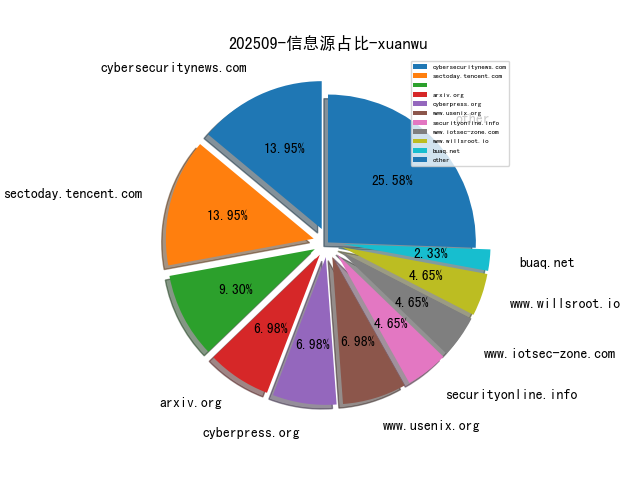 202509-信息源占比-xuanwu
cybersecuritynews.com
cybersecuritynews.com
sectoday.tencent.com
arxiv.org
cyberpress.org
www.usenix.org
securityonline.info
www.iotsec-zone.com
www.willsroot.io
buaq.net
other
other
13.95%
25.58%
sectoday.tencent.com
13.95%
2.33%
buaq.net
9.30%
4.65%
www.willsroot.io
4.65%
6.98%
4.65%
6.98%
6.98%
www.iotsec-zone.com
securityonline.info
arxiv.org
www.usenix.org
cyberpress.org